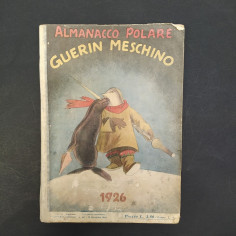 ALMANACCO POLARE
GUERIN MESCHINO
1926